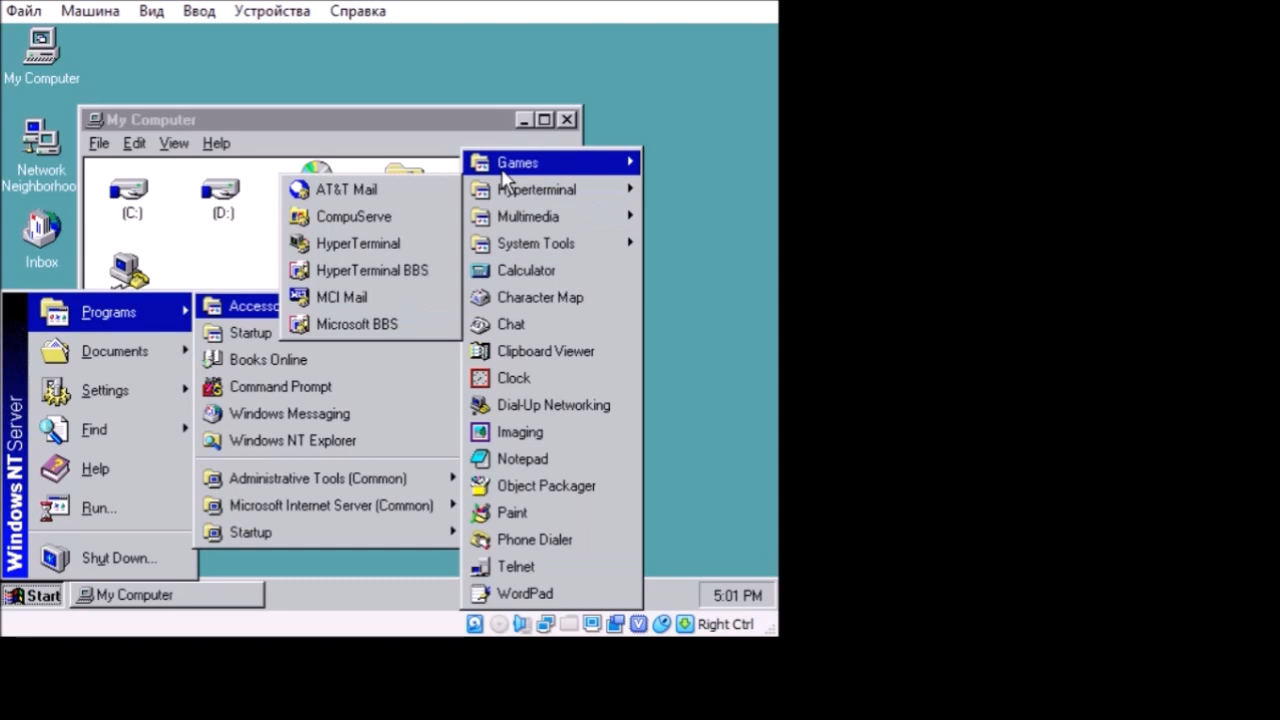 Файл Машина Вид Ввод Устройства Справка
My Computer
Network
Neighborhoo
Inbox
My Computer
File Edit View Help
(C:) (D:)
AT&T Mail
CompuServe
HyperTerminal
HyperTerminal BBS
MCI Mail
Microsoft BBS
Games
Hyperterminal
Multimedia
System Tools
Calculator
Character Map
Chat
Clipboard Viewer
Clock
Dial-Up Networking
Imaging
Notepad
Object Packager
Paint
Phone Dialer
Telnet
WordPad
Windows NT Server
Programs
Documents
Settings
Find
Help
Run...
Shut Down...
Accesso
Startup
Books Online
Command Prompt
Windows Messaging
Windows NT Explorer
Administrative Tools (Common)
Microsoft Internet Server (Common)
Startup
Start My Computer 5:01 PM
Right Ctrl